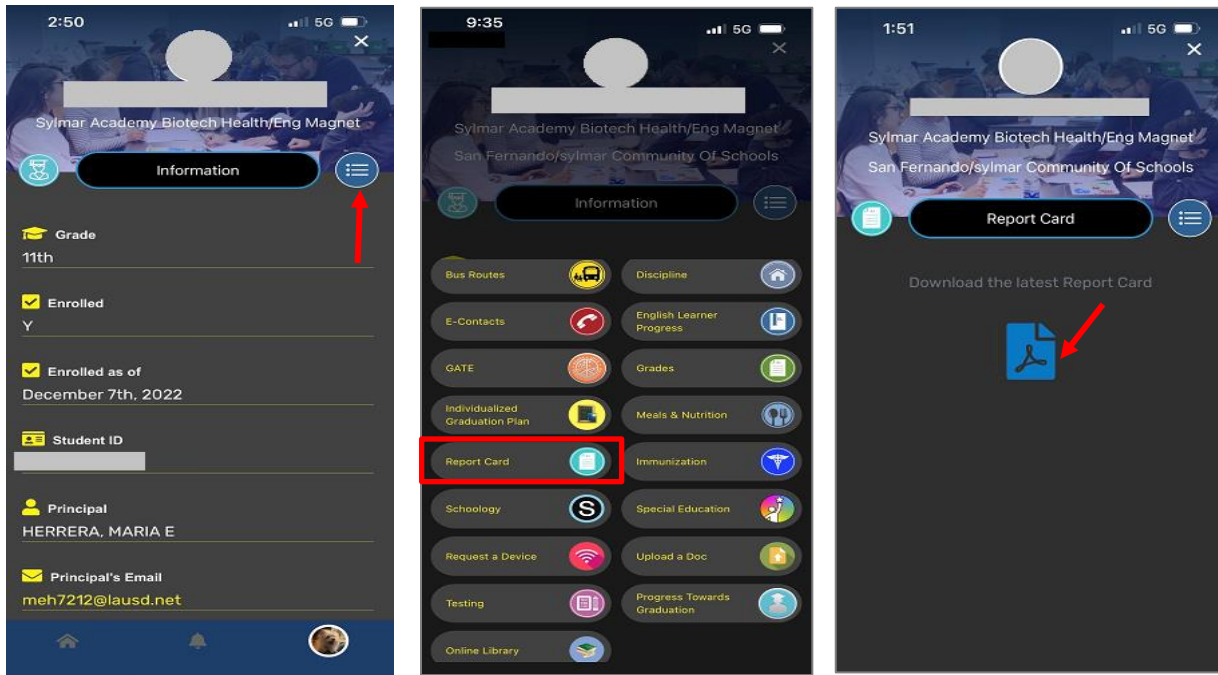 2:50
5G
Sylmar Academy Biotech Health/Eng Magnet
Information
Grade
11th
Enrolled
Y
Enrolled as of
December 7th, 2022
Student ID
Principal
HERRERA, MARIA E
Principal's Email
meh7212@lausd.net
9:35
5G
Sylmar Academy Biotech Health/Eng Magnet
San Fernando/sylmar Community Of Schools
Information
Bus Routes
Discipline
E-Contacts
English Learner
Progress
GATE
Grades
Individualized
Graduation Plan
Meals & Nutrition
Report Card
Immunization
Schoology
S
Special Education
Request a Device
Upload a Doc
Testing
Progress Towards
Graduation
Online Library
1:51
5G
Sylmar Academy Biotech Health/Eng Magnet
San Fernando/sylmar Community Of Schools
Report Card
Download the latest Report Card